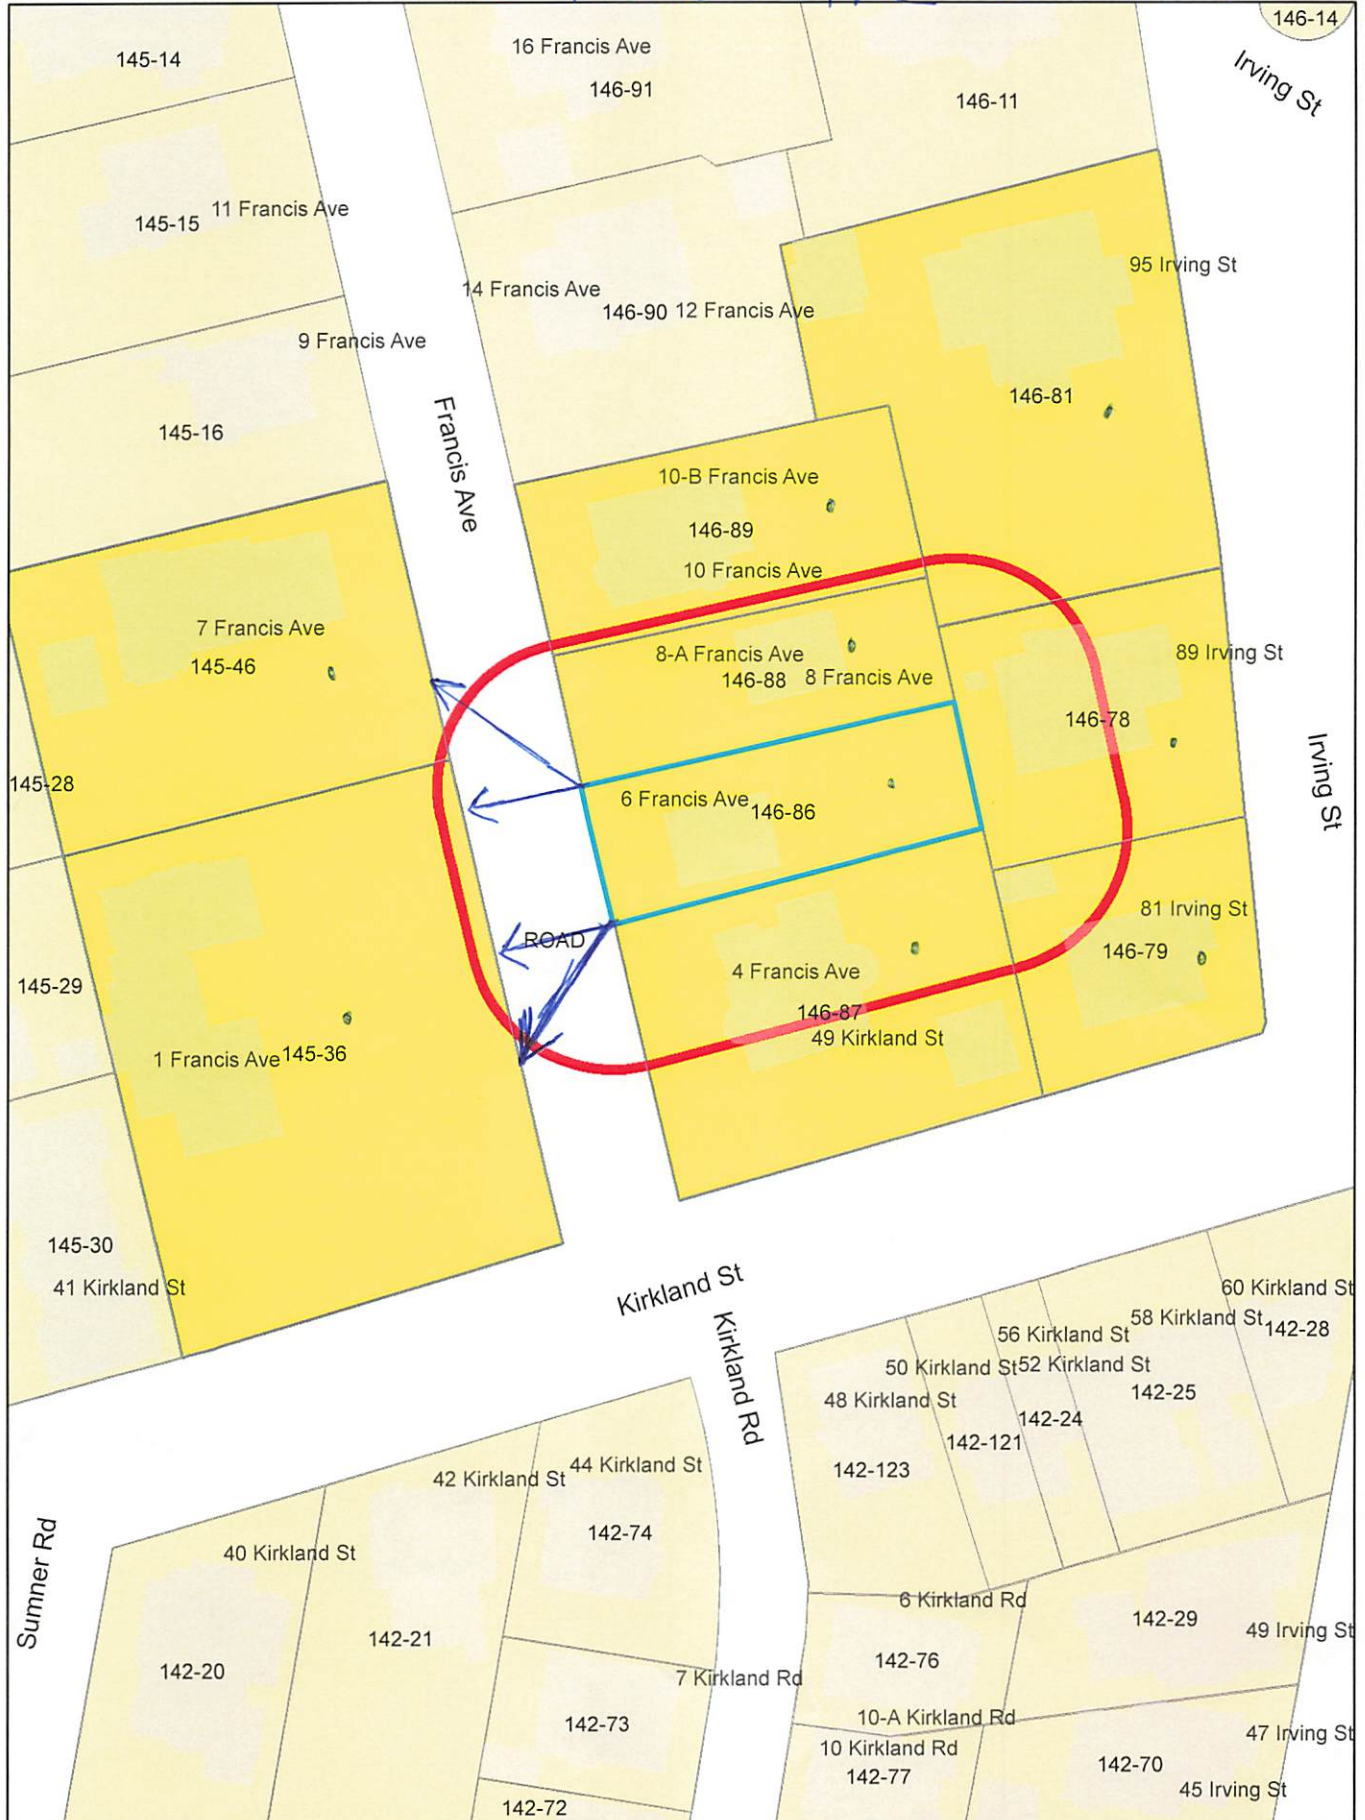 146-14
Irving St
16 Francis Ave
145-14
146-91
146-11
11 Francis Ave
145-15
95 Irving St
14 Francis Ave
146-90 12 Francis Ave
9 Francis Ave
146-81
Francis Ave
145-16
10-B Francis Ave
146-89
10 Francis Ave
7 Francis Ave
145-46
8-A Francis Ave
146-88 8 Francis Ave
89 Irving St
146-78
Irving St
145-28
6 Francis Ave 146-86
81 Irving St
ROAD
146-79
4 Francis Ave
145-29
146-87
49 Kirkland St
1 Francis Ave 145-36
145-30
41 Kirkland St
Kirkland St
Kirkland Rd
60 Kirkland St
58 Kirkland St 142-28
56 Kirkland St
50 Kirkland St 52 Kirkland St
142-25
48 Kirkland St
142-24
142-121
142-123
44 Kirkland St
42 Kirkland St
142-74
40 Kirkland St
Sumner Rd
6 Kirkland Rd
142-29
49 Irving St
142-21
142-76
142-20
7 Kirkland Rd
10-A Kirkland Rd
142-73
47 Irving St
10 Kirkland Rd
142-77
142-70
45 Irving St
142-72